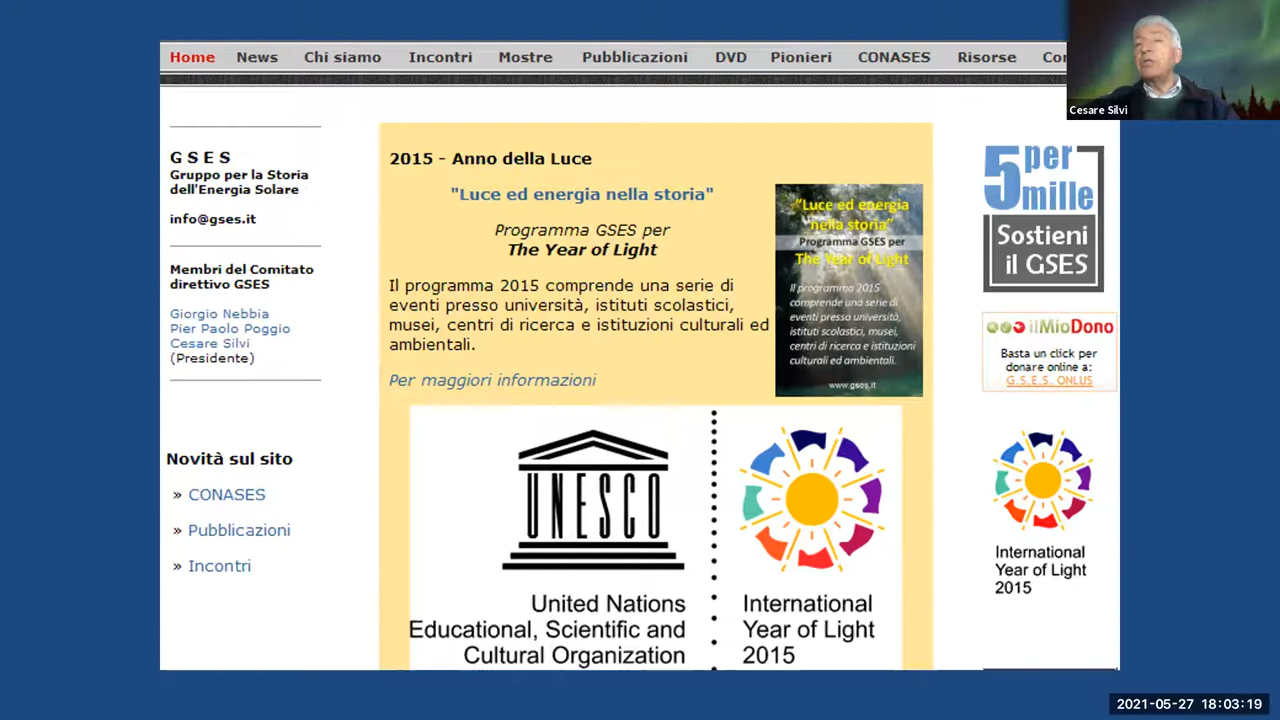 Home News Chi siamo Incontri Mostre Pubblicazioni DVD Pionieri CONASES Risorse
Cesare Silvi
G S E S
Gruppo per la Storia
dell'Energia Solare
info@gses.it
Membri del Comitato
direttivo GSES
Giorgio Nebbia
Pier Paolo Poggio
Cesare Silvi
(Presidente)
Novità sul sito
» CONASES
» Pubblicazioni
» Incontri
2015 - Anno della Luce
"Luce ed energia nella storia"
Programma GSES per
The Year of Light
Il programma 2015 comprende una serie di
eventi presso università, istituti scolastici,
musei, centri di ricerca e istituzioni culturali ed
ambientali.
Per maggiori informazioni
"Luce ed energia
nella storia"
Programma GSES per
The Year of Light
Il programma 2015
comprende una serie di
eventi presso università,
istituti scolastici, musei,
centri di ricerca e istituzioni
culturali ed ambientali.
www.gses.it
UNESCO
United Nations
Educational, Scientific and
Cultural Organization
International
Year of Light
2015
5 per
mille
Sostieni
il GSES
ilMioDono
Basta un click per
donare online a:
G.S.E.S. ONLUS
International
Year of Light
2015
2021-05-27 18:03:19